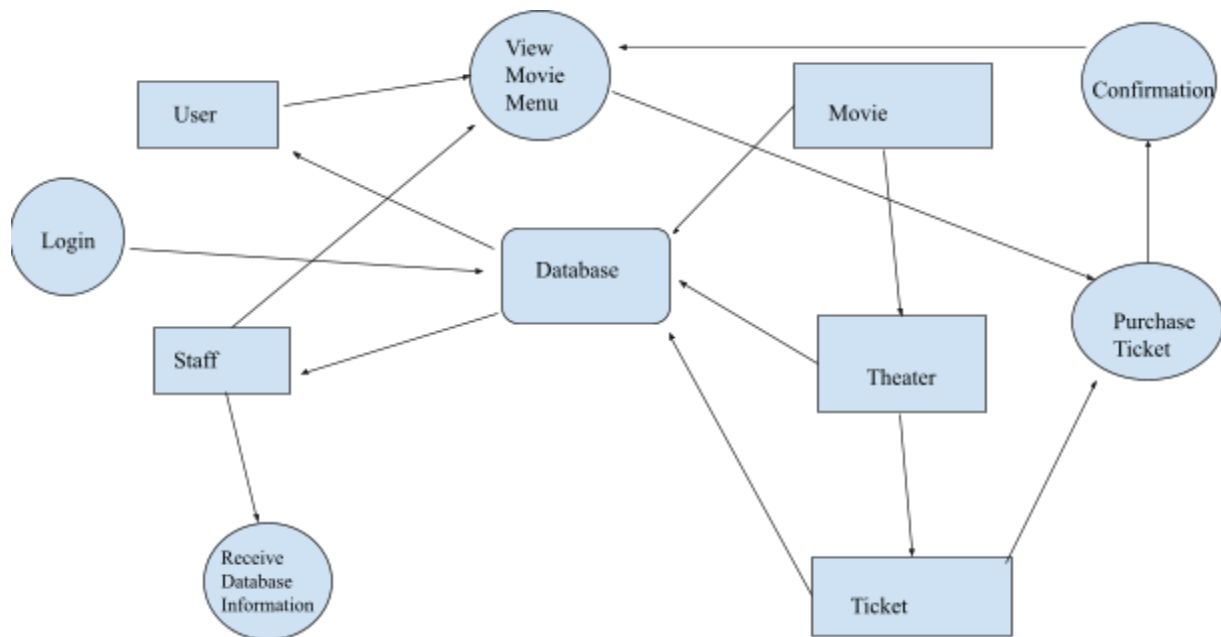 View
Movie
Menu
User
Movie
Confirmation
Login
Database
Purchase
Ticket
Staff
Theater
Receive
Database
Information
Ticket